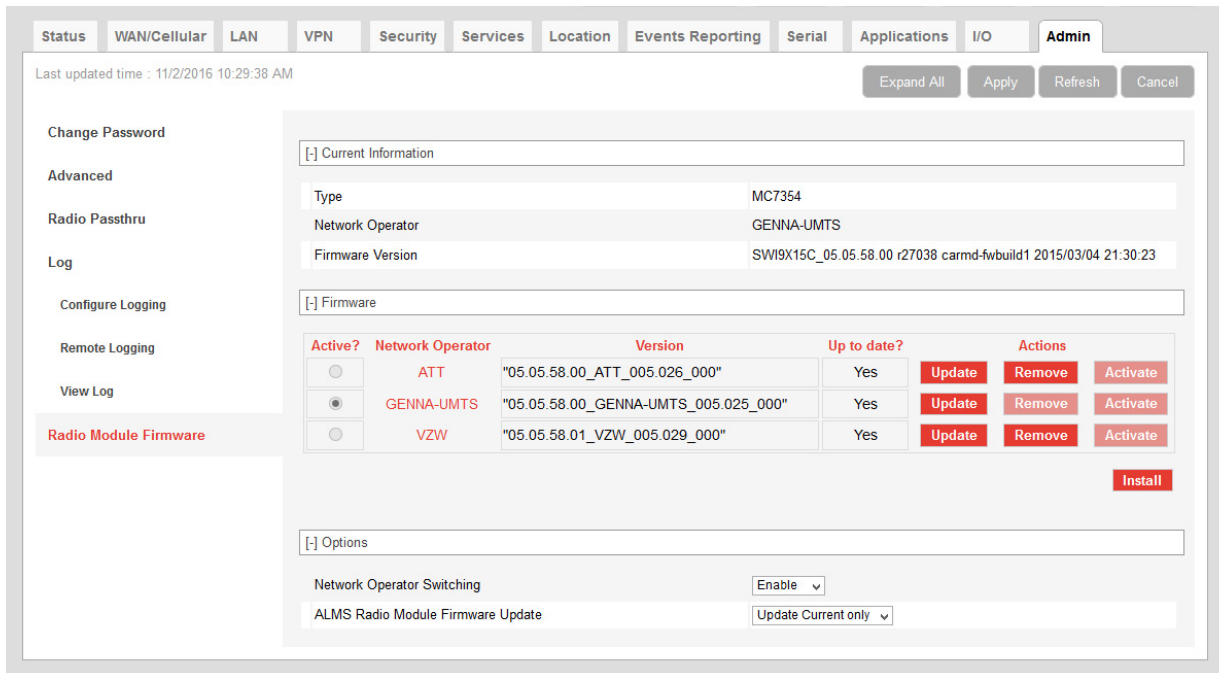 Status WAN/Cellular LAN VPN Security Services Location Events Reporting Serial Applications I/O Admin
Last updated time : 11/2/2016 10:29:38 AM
Expand All Apply Refresh Cancel
Change Password
Advanced
Radio Passthru
Log
Configure Logging
Remote Logging
View Log
Radio Module Firmware
[-] Current Information
Type MC7354
Network Operator GENNA-UMTS
Firmware Version SWI9X15C_05.05.58.00 r27038 carmd-fwbuild1 2015/03/04 21:30:23
[-] Firmware
Active? Network Operator Version Up to date? Actions
ATT "05.05.58.00_ATT_005.026_000" Yes Update Remove Activate
GENNA-UMTS "05.05.58.00_GENNA-UMTS_005.025_000" Yes Update Remove Activate
VZW "05.05.58.01_VZW_005.029_000" Yes Update Remove Activate
Install
[-] Options
Network Operator Switching Enable
ALMS Radio Module Firmware Update Update Current only